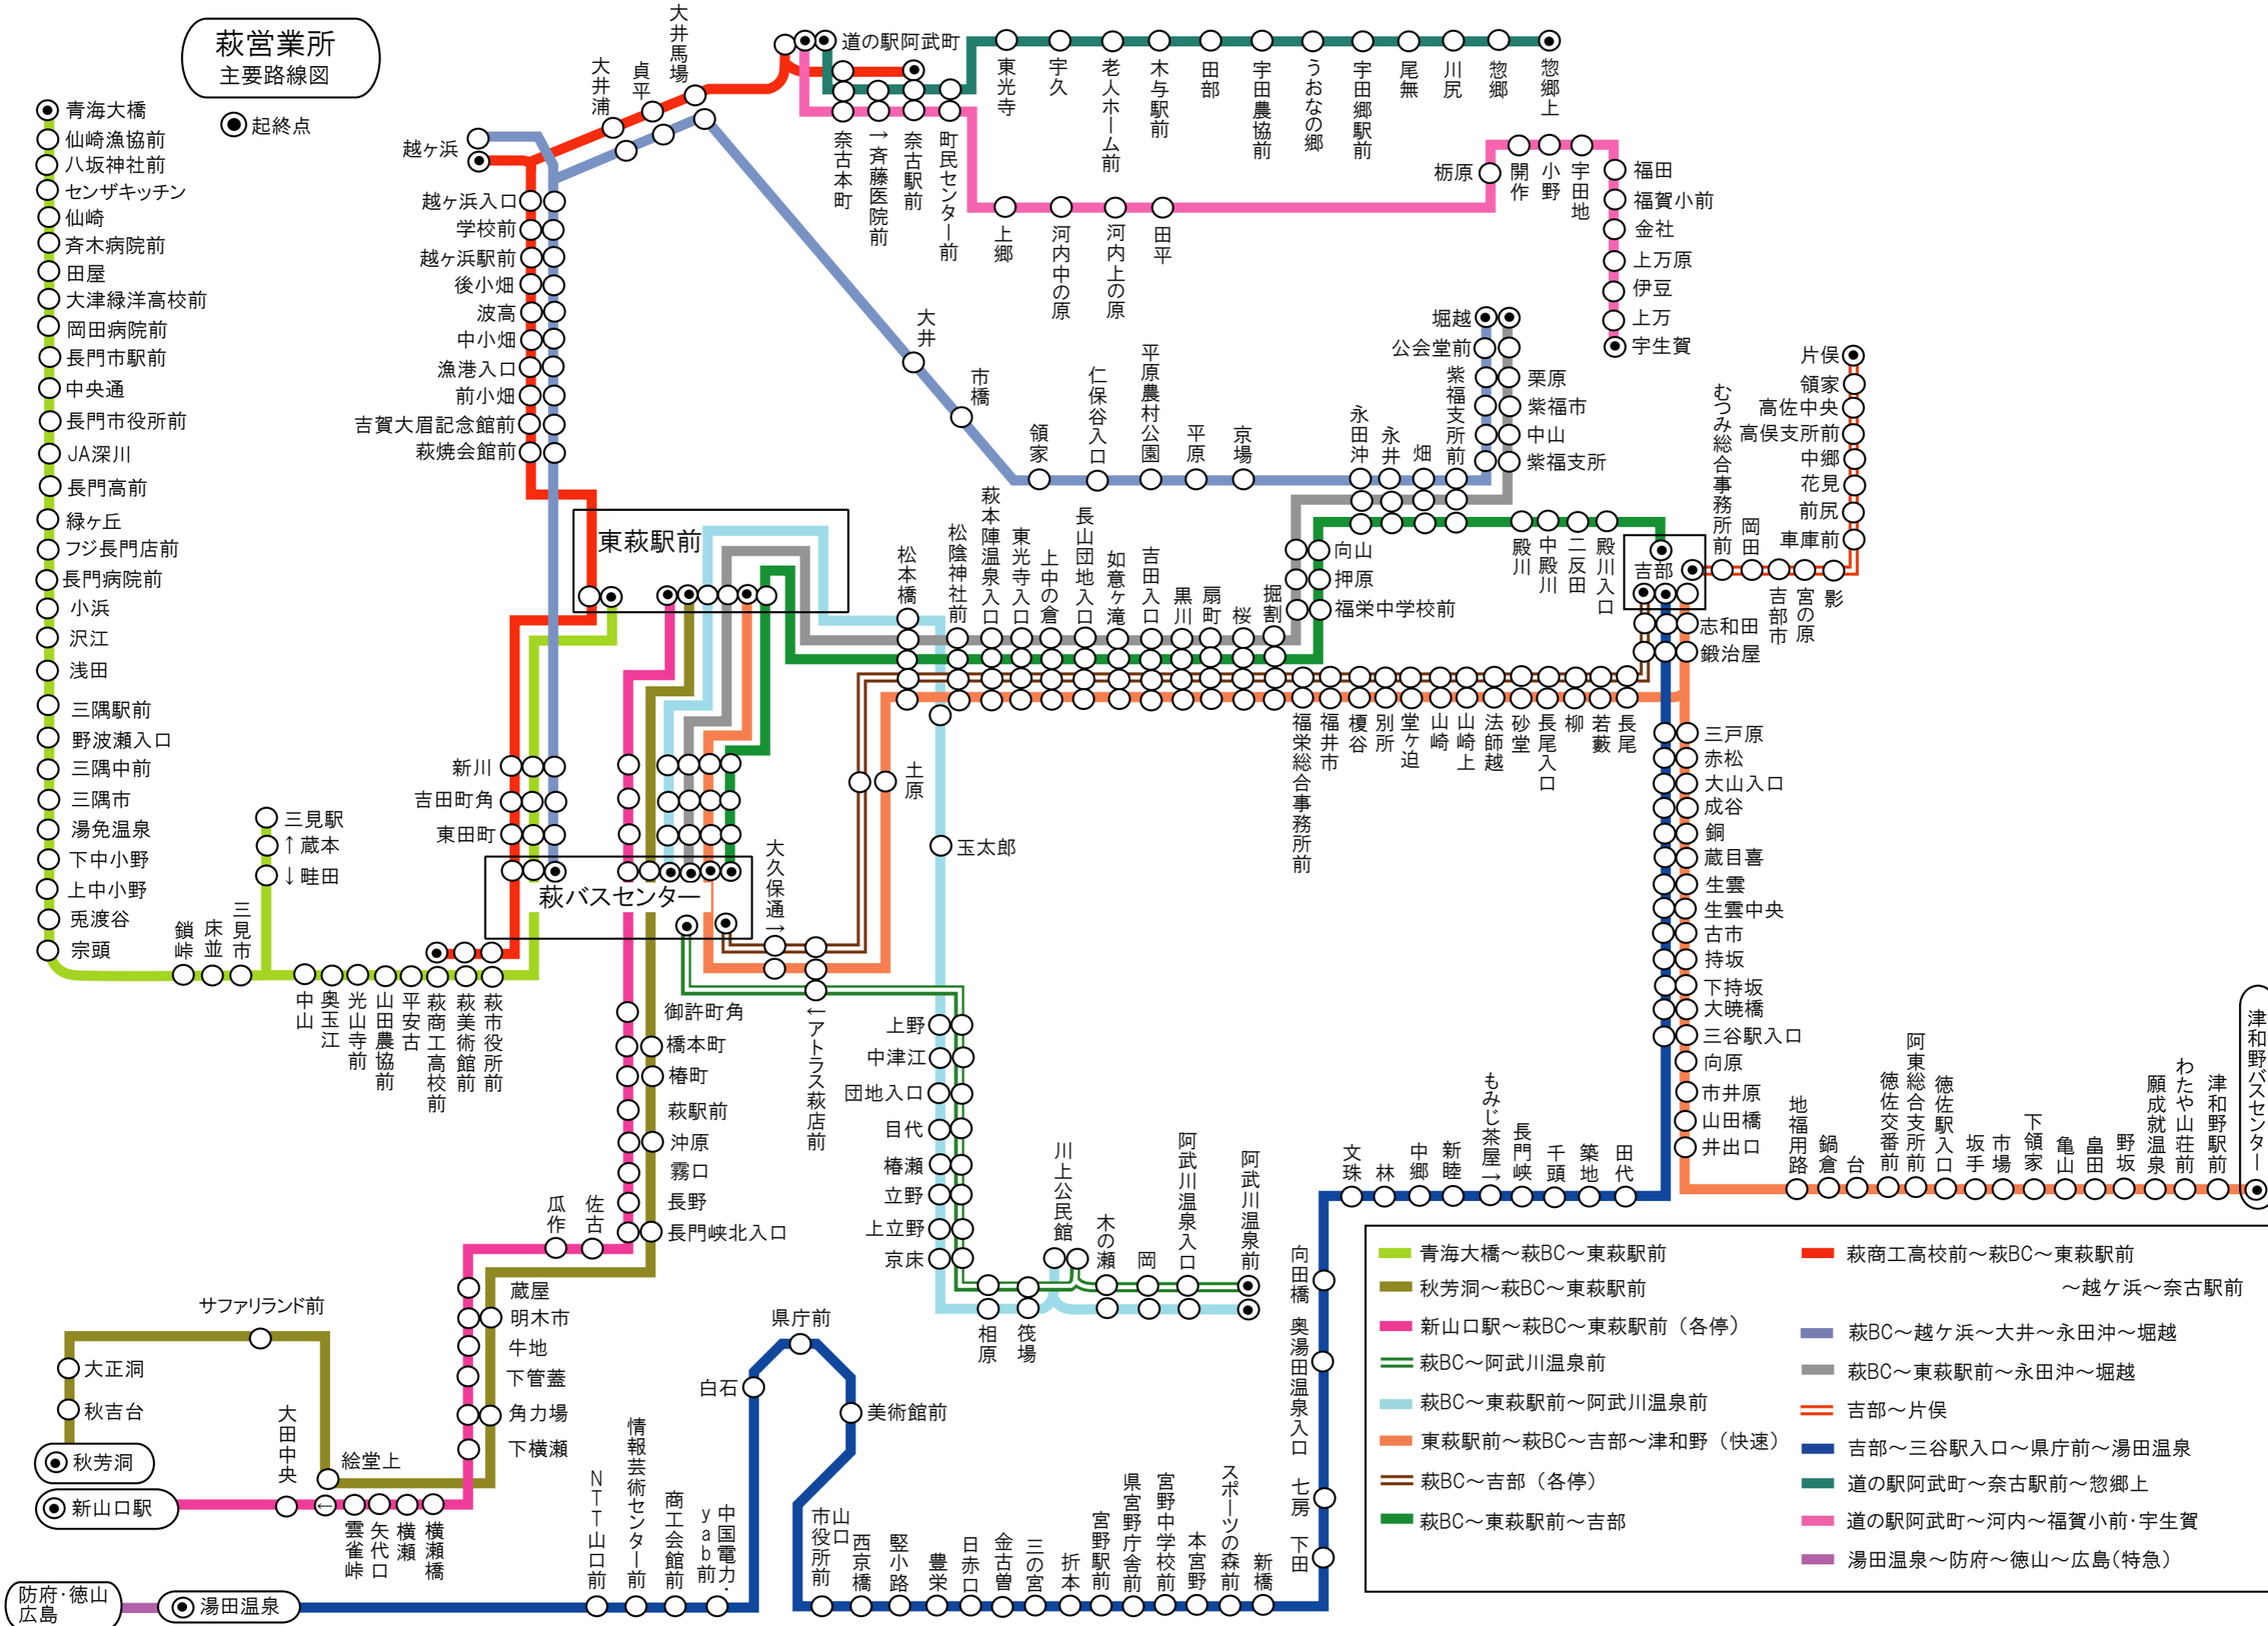 萩営業所
主要路線図
起終点
青海大橋
仙崎漁協前
八坂神社前
センザキッチン
仙崎
斉木病院前
田屋
大津緑洋高校前
岡田病院前
長門市駅前
中央通
長門市役所前
JA深川
長門高前
緑ヶ丘
フジ長門店前
長門病院前
小浜
沢江
浅田
三隅駅前
野波瀬入口
三隅中前
三隅市
湯免温泉
下中小野
上中小野
兎渡谷
宗頭
鎖峠
床並
三見市
三見駅
↑蔵本
↓畦田
中山
奥玉江
光山寺前
山田農協前
平安古
萩商工高校前
萩美術館前
萩市役所前
越ヶ浜
大井浦
貞平
大井馬場
越ヶ浜入口
学校前
越ヶ浜駅前
後小畑
波高
中小畑
漁港入口
前小畑
吉賀大眉記念館前
萩焼会館前
東萩駅前
新川
吉田町角
東田町
萩バスセンター
道の駅阿武町
奈古本町
→斉藤医院前
奈古駅前
町民センター前
東光寺
宇久
老人ホーム前
木与駅前
田部
宇田農協前
うおなの郷
宇田郷駅前
尾無
川尻
惣郷
惣郷上
上郷
河内中の原
河内上の原
田平
栃原
開作
小野
宇田地
福田
福賀小前
金社
上万原
伊豆
上万
宇生賀
大井
市橋
領家
仁保谷入口
平原農村公園
平原
京場
永田沖
永井
畑
紫福支所前
堀越
公会堂前
栗原
紫福市
中山
紫福支所
松本橋
松陰神社前
萩本陣温泉入口
東光寺入口
上中の倉
長山団地入口
如意ヶ滝
吉田入口
黒川
扇町
桜
掘割
向山
押原
福栄中学校前
殿川
中殿川
二反田
殿川入口
吉部
むつみ総合事務所前
岡田
吉部市
宮の原
影
片俣
領家
高佐中央
高俣支所前
中郷
花見
前尻
車庫前
志和田
鍛冶屋
福栄総合事務所前
福井市
榎谷
別所
堂ヶ迫
山崎
山崎上
法師越
砂堂
長尾入口
柳
若藪
長尾
三戸原
赤松
大山入口
成谷
銅
蔵目喜
生雲
生雲中央
古市
持坂
下持坂
大暁橋
三谷駅入口
向原
市井原
山田橋
井出口
地福用路
鍋倉
台
徳佐交番前
阿東総合支所前
徳佐駅入口
坂手
市場
下領家
亀山
畠田
野坂
願成就温泉
わたや山荘前
津和野駅前
津和野バスセンター
土原
玉太郎
大久保通→
←アトラス萩店前
御許町角
橋本町
椿町
萩駅前
沖原
霧口
長野
長門峡北入口
佐古
瓜作
蔵屋
明木市
牛地
下管蓋
角力場
下横瀬
横瀬橋
横瀬
矢代口
雲雀峠
←
大田中央
絵堂上
サファリランド前
大正洞
秋吉台
秋芳洞
新山口駅
上野
中津江
団地入口
目代
椿瀬
立野
上立野
京床
相原
筏場
川上公民館
木の瀬
岡
阿武川温泉入口
阿武川温泉前
文珠
林
中郷
新睦
もみじ茶屋→
長門峡
千頭
築地
田代
向田橋
奥湯田温泉入口
七房
下田
新橋
スポーツの森前
本宮野
宮野中学校前
県宮野庁舎前
宮野駅前
折本
三の宮
金古曽
日赤口
豊栄
竪小路
西京橋
山口
市役所前
美術館前
県庁前
白石
中国電力・
yab前
商工会館前
情報芸術センター前
NTT山口前
湯田温泉
防府・徳山
広島
青海大橋～萩BC～東萩駅前
秋芳洞～萩BC～東萩駅前
新山口駅～萩BC～東萩駅前（各停）
萩BC～阿武川温泉前
萩BC～東萩駅前～阿武川温泉前
東萩駅前～萩BC～吉部～津和野（快速）
萩BC～吉部（各停）
萩BC～東萩駅前～吉部
萩商工高校前～萩BC～東萩駅前
～越ケ浜～奈古駅前
萩BC～越ケ浜～大井～永田沖～堀越
萩BC～東萩駅前～永田沖～堀越
吉部～片俣
吉部～三谷駅入口～県庁前～湯田温泉
道の駅阿武町～奈古駅前～惣郷上
道の駅阿武町～河内～福賀小前・宇生賀
湯田温泉～防府～徳山～広島（特急）